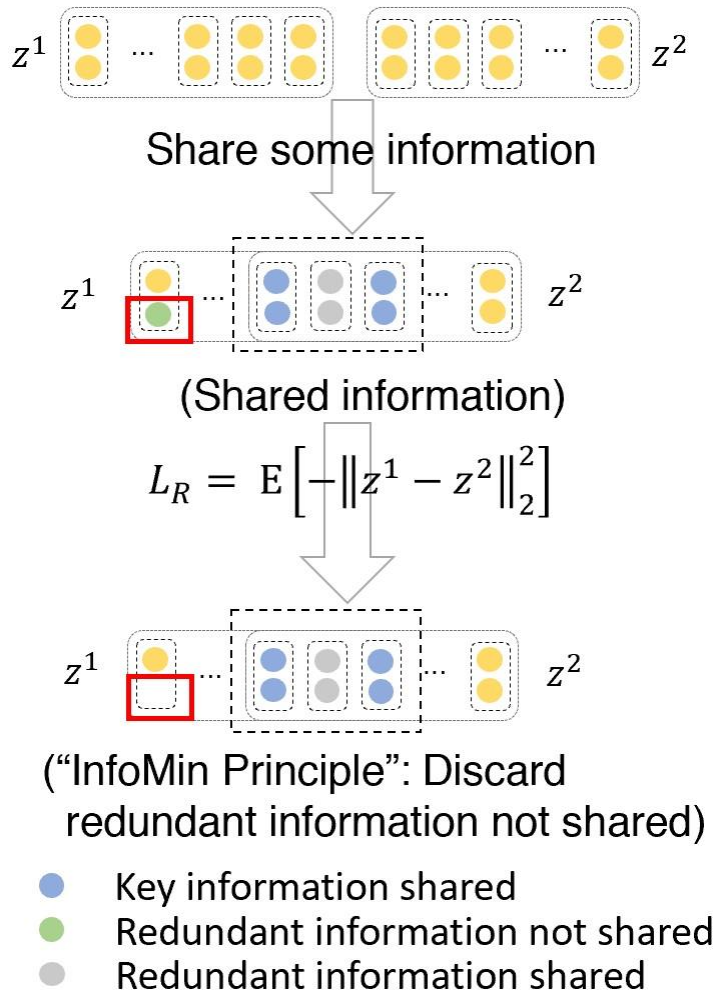 z¹ ... ... z²
Share some information
z¹ ... ... z²
(Shared information)
L_R = E[−‖z¹ − z²‖₂²]
z¹ ... ... z²
(“InfoMin Principle”: Discard
redundant information not shared)
Key information shared
Redundant information not shared
Redundant information shared